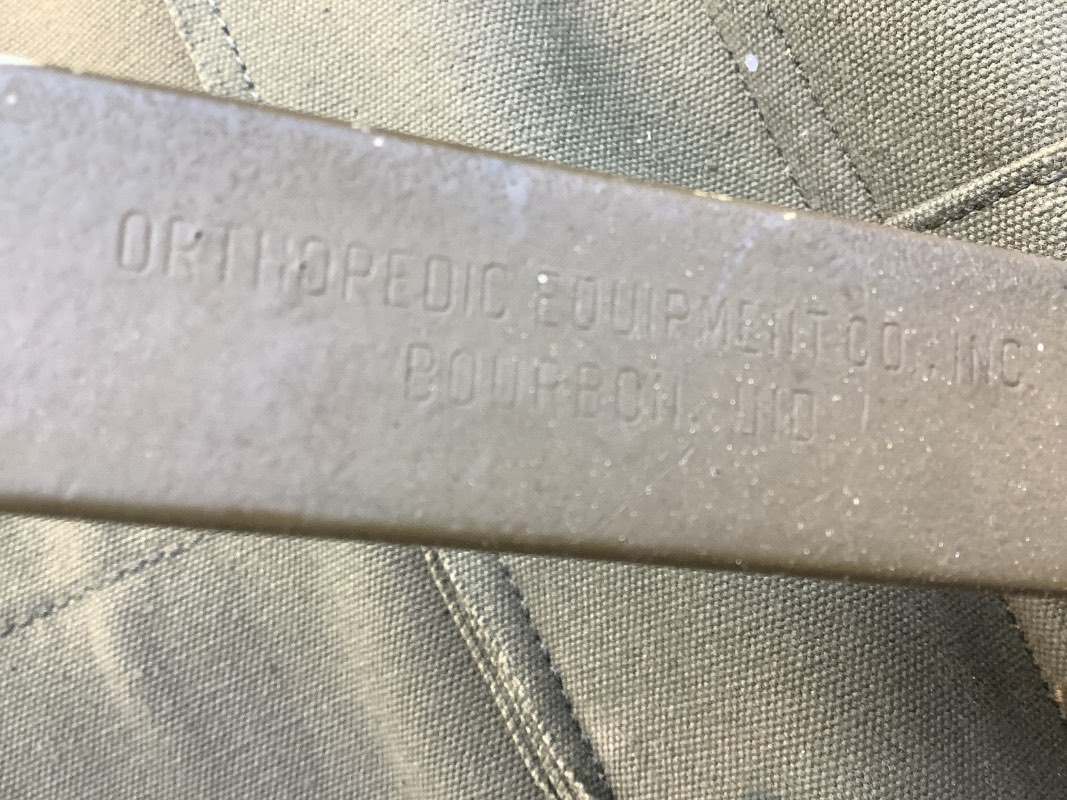 ORTHOPEDIC EQUIPMENT CO., INC.
BOURBON, IND